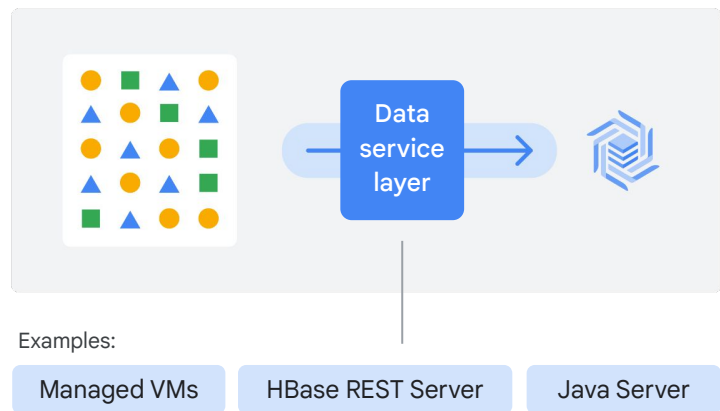 Data
service
layer
Examples:
Managed VMs
HBase REST Server
Java Server